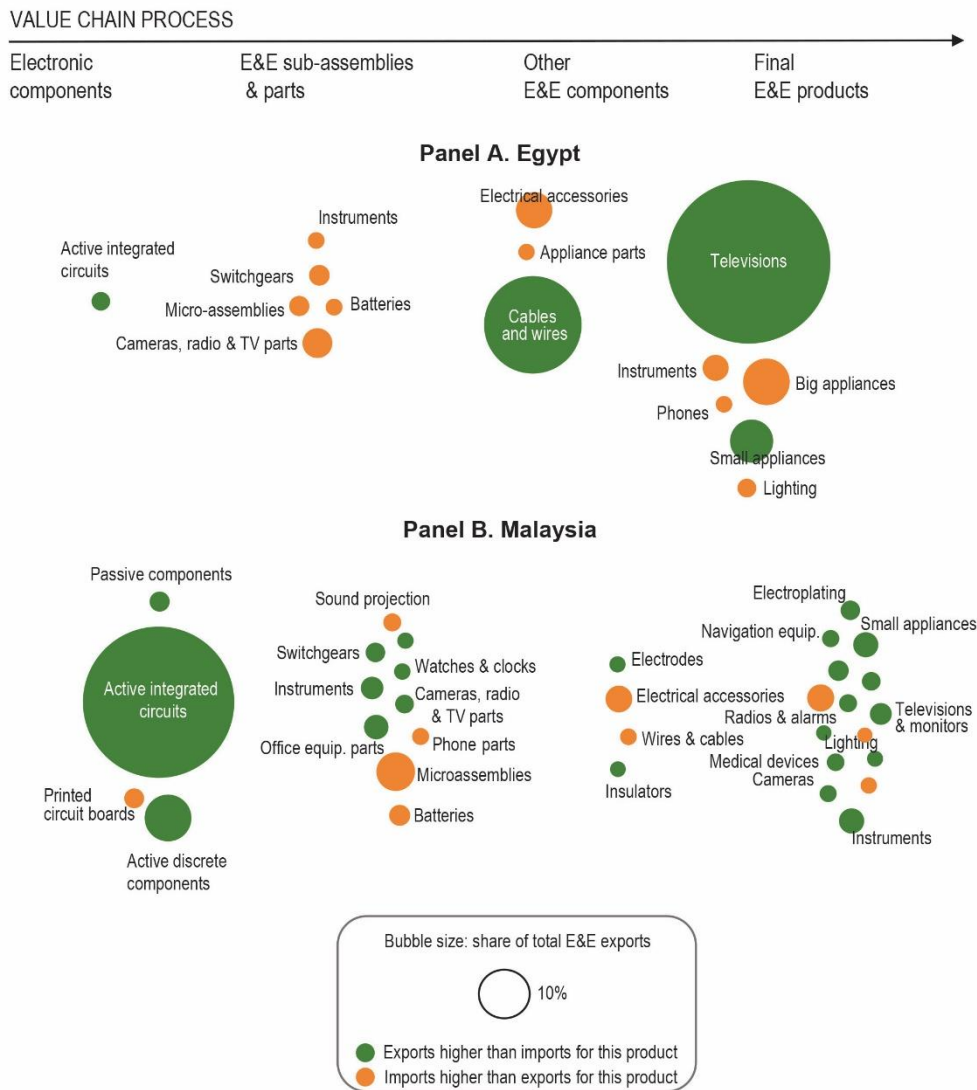 VALUE CHAIN PROCESS
Electronic
components
E&E sub-assemblies
& parts
Other
E&E components
Final
E&E products
Panel A. Egypt
Active integrated
circuits
Instruments
Switchgears
Micro-assemblies
Batteries
Cameras, radio & TV parts
Electrical accessories
Appliance parts
Cables
and wires
Televisions
Instruments
Big appliances
Phones
Small appliances
Lighting
Panel B. Malaysia
Passive components
Active integrated
circuits
Printed
circuit boards
Active discrete
components
Sound projection
Switchgears
Watches & clocks
Instruments
Cameras, radio
& TV parts
Office equip. parts
Phone parts
Microassemblies
Batteries
Electrodes
Electrical accessories
Wires & cables
Insulators
Electroplating
Small appliances
Navigation equip.
Radios & alarms
Televisions
& monitors
Lighting
Medical devices
Cameras
Instruments
Bubble size: share of total E&E exports
10%
Exports higher than imports for this product
Imports higher than exports for this product